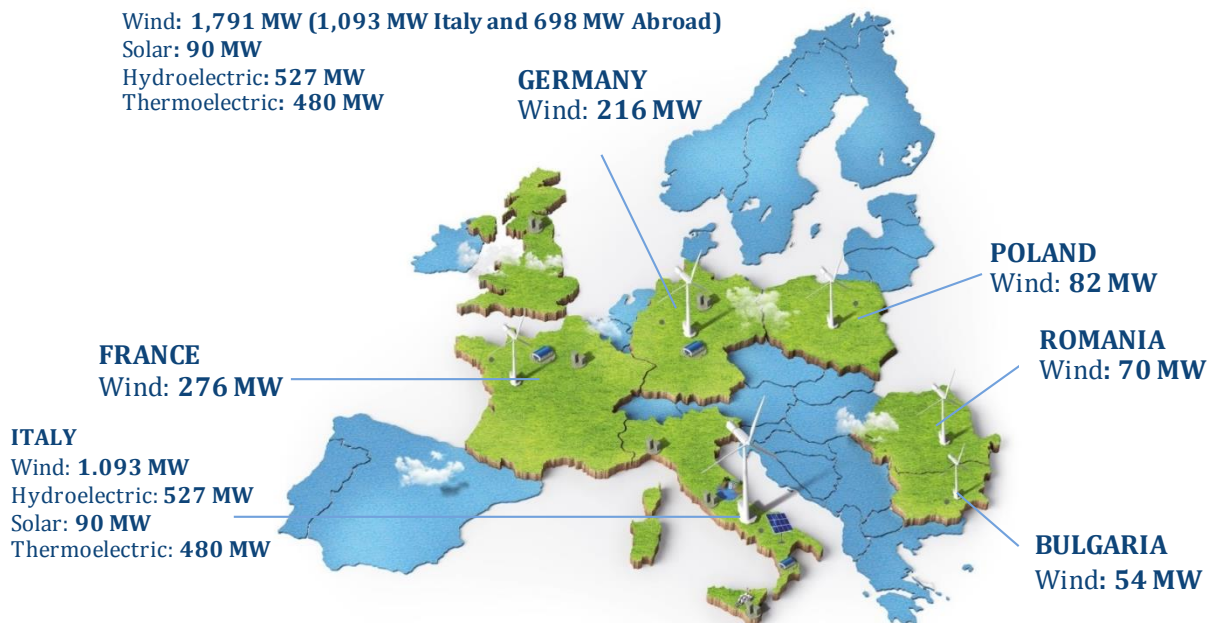 Wind: 1,791 MW (1,093 MW Italy and 698 MW Abroad)
Solar: 90 MW
Hydroelectric: 527 MW
Thermoelectric: 480 MW
GERMANY
Wind: 216 MW
POLAND
Wind: 82 MW
ROMANIA
Wind: 70 MW
FRANCE
Wind: 276 MW
ITALY
Wind: 1.093 MW
Hydroelectric: 527 MW
Solar: 90 MW
Thermoelectric: 480 MW
BULGARIA
Wind: 54 MW